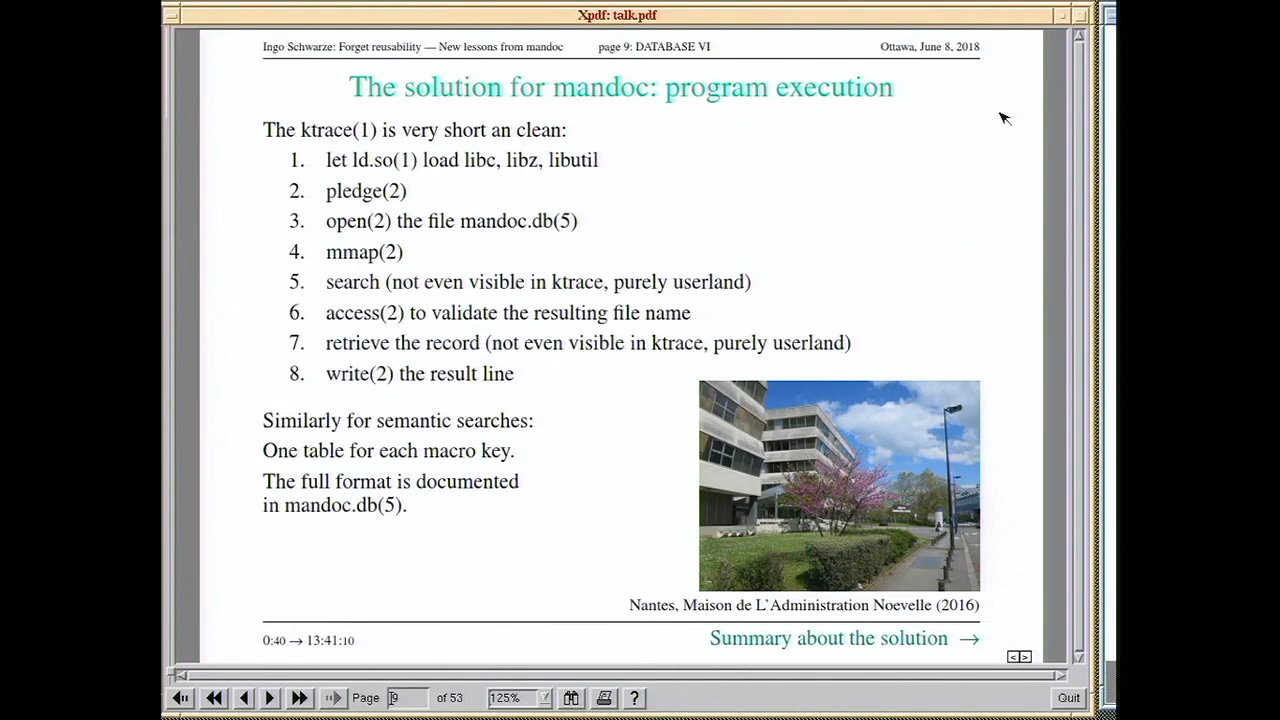 Xpdf: talk.pdf
Ingo Schwarze: Forget reusability — New lessons from mandoc page 9: DATABASE VI Ottawa, June 8, 2018
The solution for mandoc: program execution
The ktrace(1) is very short an clean:
1. let ld.so(1) load libc, libz, libutil
2. pledge(2)
3. open(2) the file mandoc.db(5)
4. mmap(2)
5. search (not even visible in ktrace, purely userland)
6. access(2) to validate the resulting file name
7. retrieve the record (not even visible in ktrace, purely userland)
8. write(2) the result line
Similarly for semantic searches:
One table for each macro key.
The full format is documented
in mandoc.db(5).
Nantes, Maison de L'Administration Noevelle (2016)
0:40 → 13:41:10 Summary about the solution →
Page 9 of 53 125% ? Quit